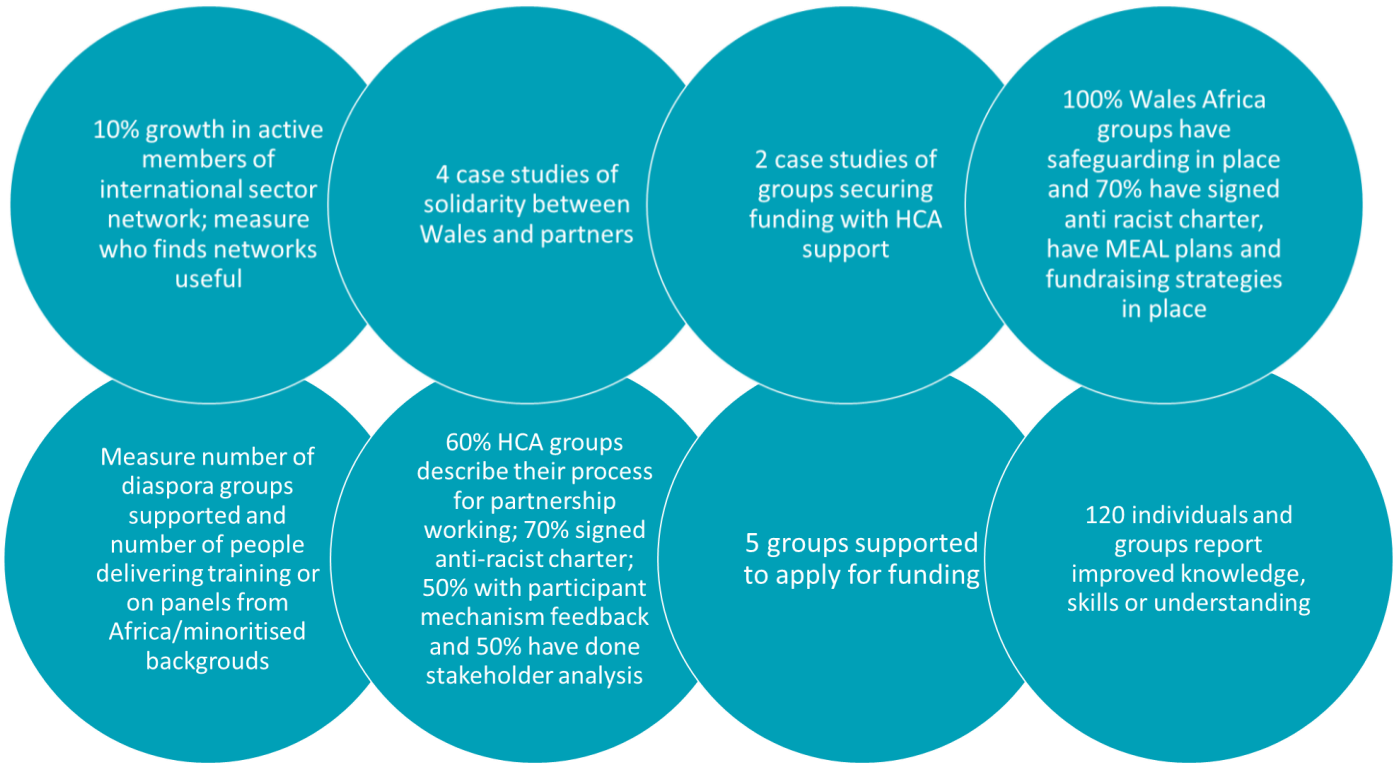 10% growth in active
members of
international sector
network; measure
who finds networks
useful
4 case studies of
solidarity between
Wales and partners
2 case studies of
groups securing
funding with HCA
support
100% Wales Africa
groups have
safeguarding in place
and 70% have signed
anti racist charter,
have MEAL plans and
fundraising strategies
in place
Measure number of
diaspora groups
supported and
number of people
delivering training or
on panels from
Africa/minoritised
backgrouds
60% HCA groups
describe their process
for partnership
working; 70% signed
anti-racist charter;
50% with participant
mechanism feedback
and 50% have done
stakeholder analysis
5 groups supported
to apply for funding
120 individuals and
groups report
improved knowledge,
skills or understanding